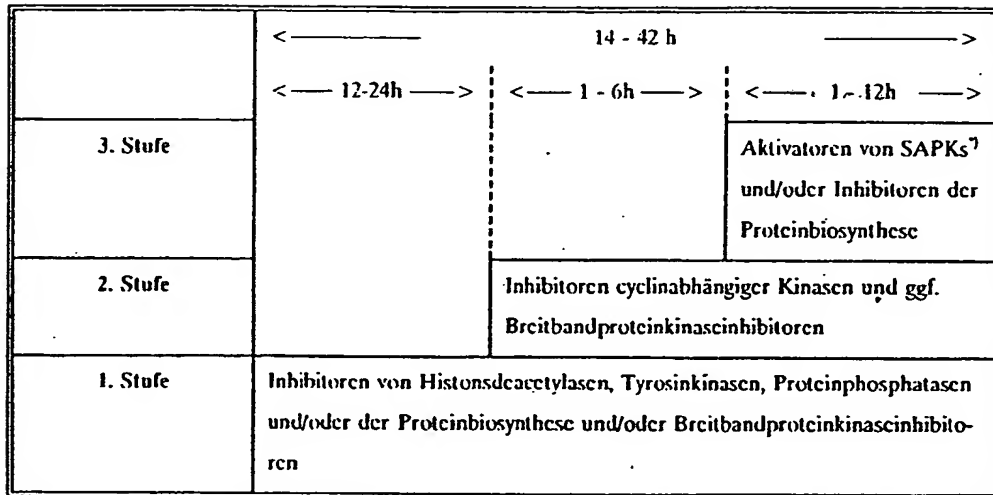 <—— 14 - 42 h ——>
<—— 12-24h ——> <—— 1 - 6h ——> <—— 1 - 12h ——>
3. Stufe
Aktivatoren von SAPKs*)
und/oder Inhibitoren der
Proteinbiosynthese
2. Stufe
Inhibitoren cyclinabhängiger Kinasen und ggf.
Breitbandproteinkinaseinhibitoren
1. Stufe
Inhibitoren von Histonsdeacetylasen, Tyrosinkinasen, Proteinphosphatasen
und/oder der Proteinbiosynthese und/oder Breitbandproteinkinaseinhibito-
ren